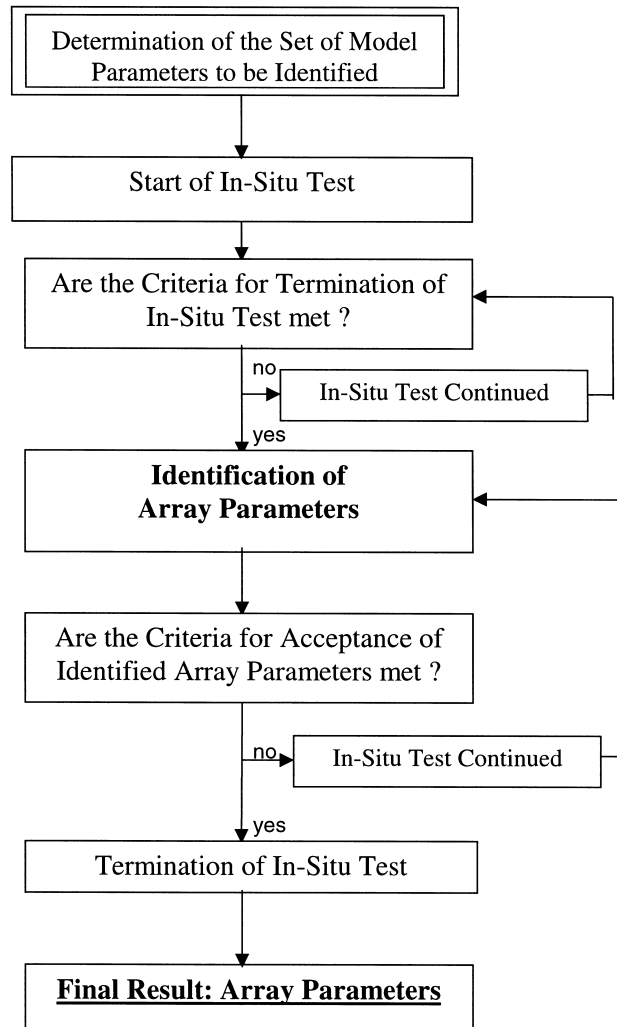 Determination of the Set of Model
Parameters to be Identified
Start of In-Situ Test
Are the Criteria for Termination of
In-Situ Test met ?
no
In-Situ Test Continued
yes
Identification of
Array Parameters
Are the Criteria for Acceptance of
Identified Array Parameters met ?
no
In-Situ Test Continued
yes
Termination of In-Situ Test
Final Result: Array Parameters